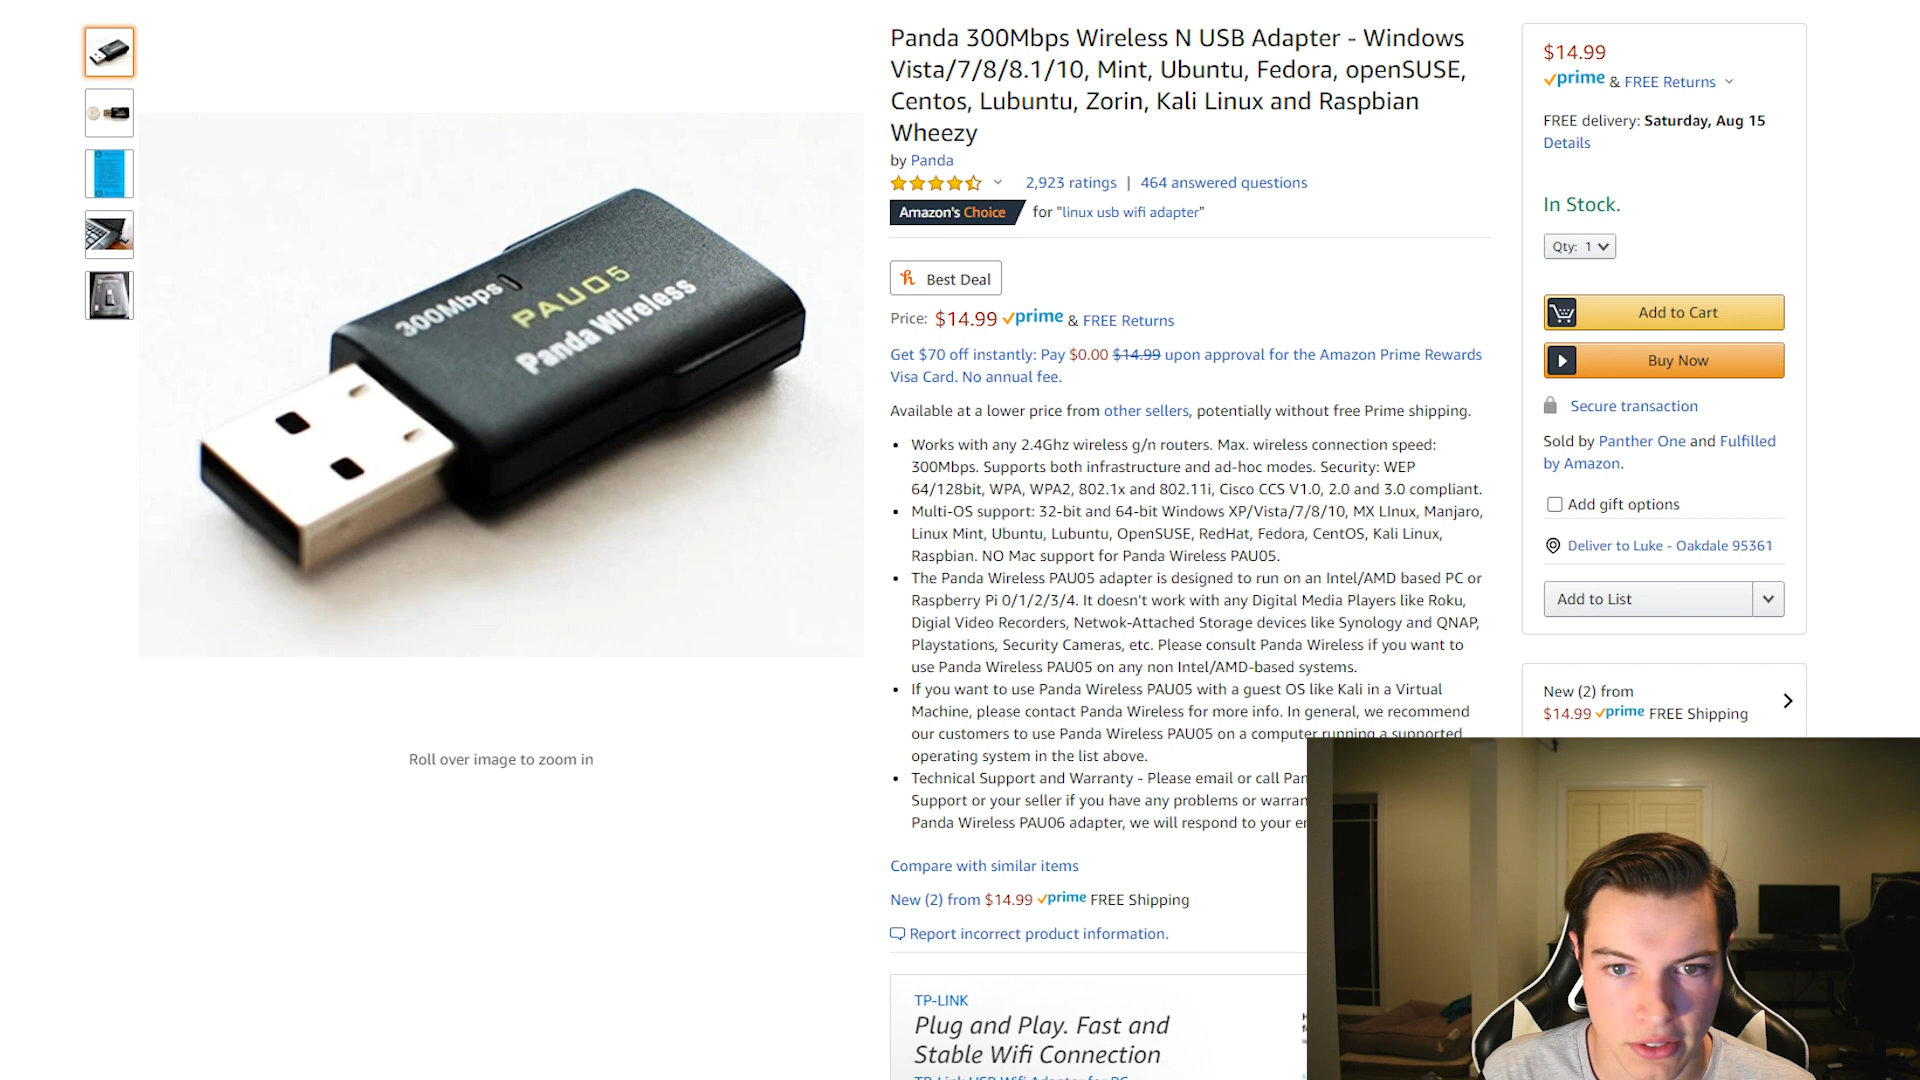 Panda 300Mbps Wireless N USB Adapter - Windows
Vista/7/8/8.1/10, Mint, Ubuntu, Fedora, openSUSE,
Centos, Lubuntu, Zorin, Kali Linux and Raspbian
Wheezy
by Panda
2,923 ratings | 464 answered questions
Amazon's Choice for "linux usb wifi adapter"
Best Deal
Price: $14.99 prime & FREE Returns
Get $70 off instantly: Pay $0.00 $14.99 upon approval for the Amazon Prime Rewards
Visa Card. No annual fee.
Available at a lower price from other sellers, potentially without free Prime shipping.
Works with any 2.4Ghz wireless g/n routers. Max. wireless connection speed:
300Mbps. Supports both infrastructure and ad-hoc modes. Security: WEP
64/128bit, WPA, WPA2, 802.1x and 802.11i, Cisco CCS V1.0, 2.0 and 3.0 compliant.
Multi-OS support: 32-bit and 64-bit Windows XP/Vista/7/8/10, MX LInux, Manjaro,
Linux Mint, Ubuntu, Lubuntu, OpenSUSE, RedHat, Fedora, CentOS, Kali Linux,
Raspbian. NO Mac support for Panda Wireless PAU05.
The Panda Wireless PAU05 adapter is designed to run on an Intel/AMD based PC or
Raspberry Pi 0/1/2/3/4. It doesn't work with any Digital Media Players like Roku,
Digial Video Recorders, Netwok-Attached Storage devices like Synology and QNAP,
Playstations, Security Cameras, etc. Please consult Panda Wireless if you want to
use Panda Wireless PAU05 on any non Intel/AMD-based systems.
If you want to use Panda Wireless PAU05 with a guest OS like Kali in a Virtual
Machine, please contact Panda Wireless for more info. In general, we recommend
our customers to use Panda Wireless PAU05 on a computer running a supported
operating system in the list above.
Technical Support and Warranty - Please email or call Pan
Support or your seller if you have any problems or warran
Panda Wireless PAU06 adapter, we will respond to your e
Compare with similar items
New (2) from $14.99 prime FREE Shipping
Report incorrect product information.
TP-LINK
Plug and Play. Fast and
Stable Wifi Connection
TP-Link USB Wifi Adapter for PC
300Mbps
PAU05
Panda Wireless
Roll over image to zoom in
$14.99
prime & FREE Returns
FREE delivery: Saturday, Aug 15
Details
In Stock.
Qty: 1
Add to Cart
Buy Now
Secure transaction
Sold by Panther One and Fulfilled
by Amazon.
Add gift options
Deliver to Luke - Oakdale 95361
Add to List
New (2) from
$14.99 prime FREE Shipping